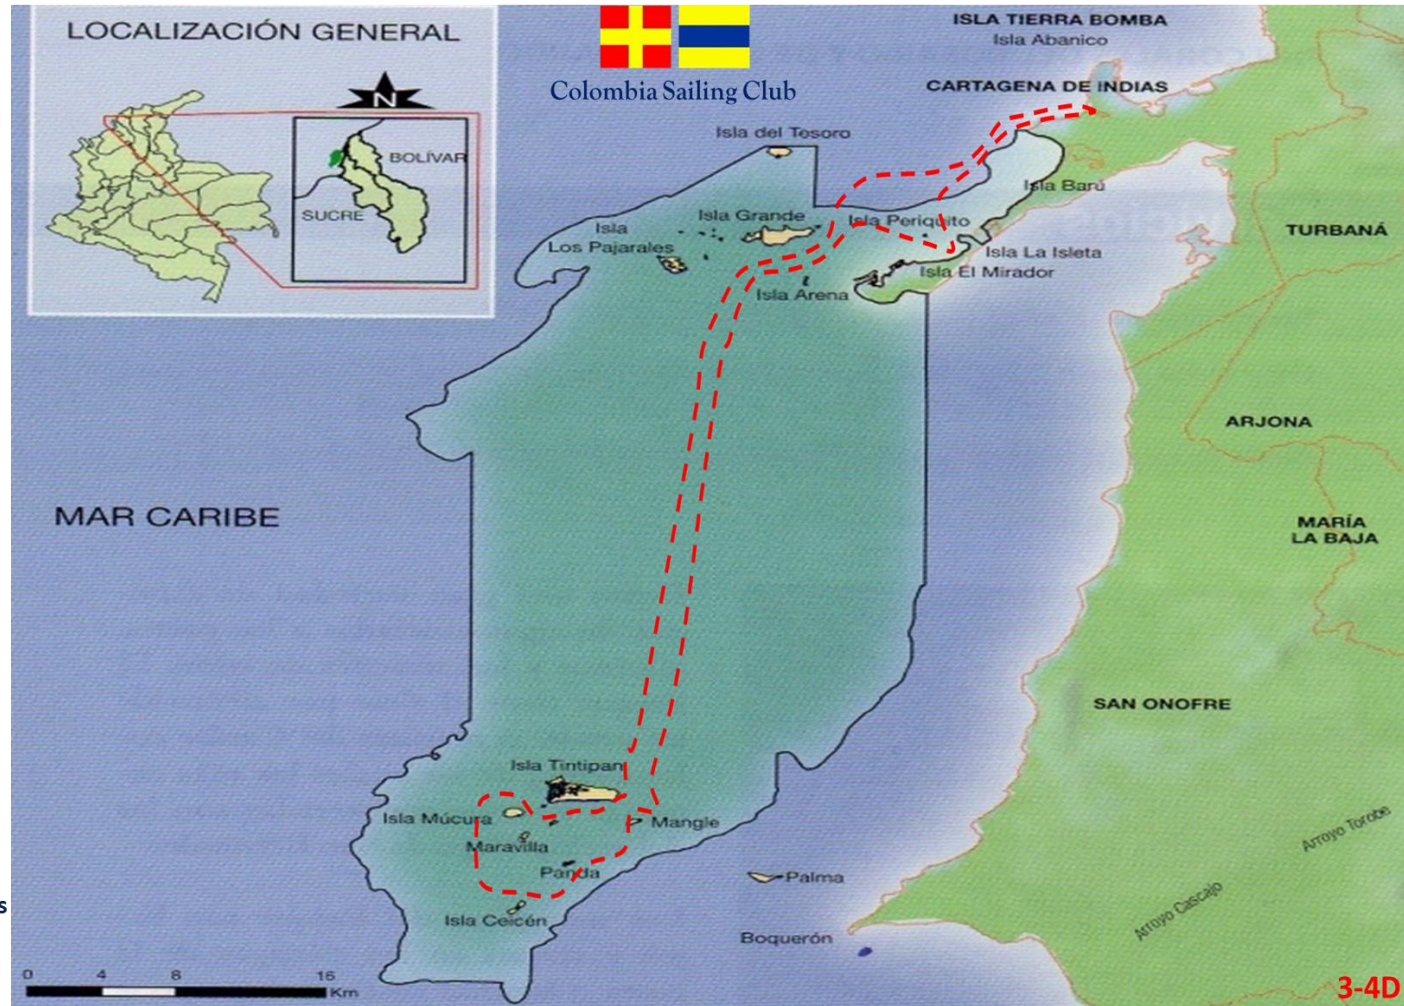 LOCALIZACIÓN GENERAL
N
BOLÍVAR
SUCRE
Colombia Sailing Club
ISLA TIERRA BOMBA
Isla Abanico
CARTAGENA DE INDIAS
Isla del Tesoro
Isla Barú
Isla Grande
Isla Periquito
Isla
Los Pajarales
Isla La Isleta
Isla El Mirador
Isla Arena
TURBANÁ
ARJONA
MAR CARIBE
MARÍA
LA BAJA
SAN ONOFRE
Isla Tintipan
Isla Múcura
Mangle
Maravilla
Panda
Palma
Isla Ceicén
Boquerón
Arroyo Torobe
Arroyo Cascajo
s
0 4 8 16
Km
3-4D